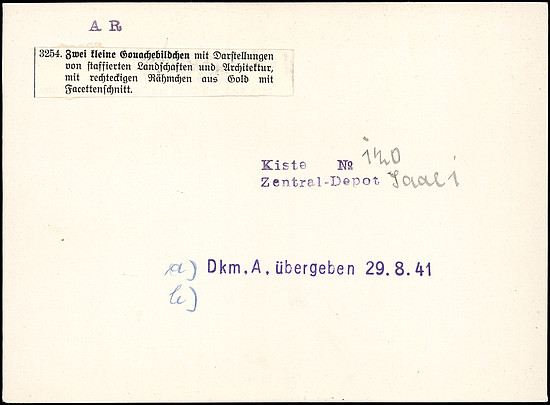 A R
3254. Zwei kleine Gouachebildchen mit Darstellungen
von staffierten Landschaften und Architektur,
mit rechteckigen Rähmchen aus Gold mit
Facettenschnitt.
Kiste № 140
Zentral-Depot Saal 1
a) Dkm. A. übergeben 29.8.41
b)